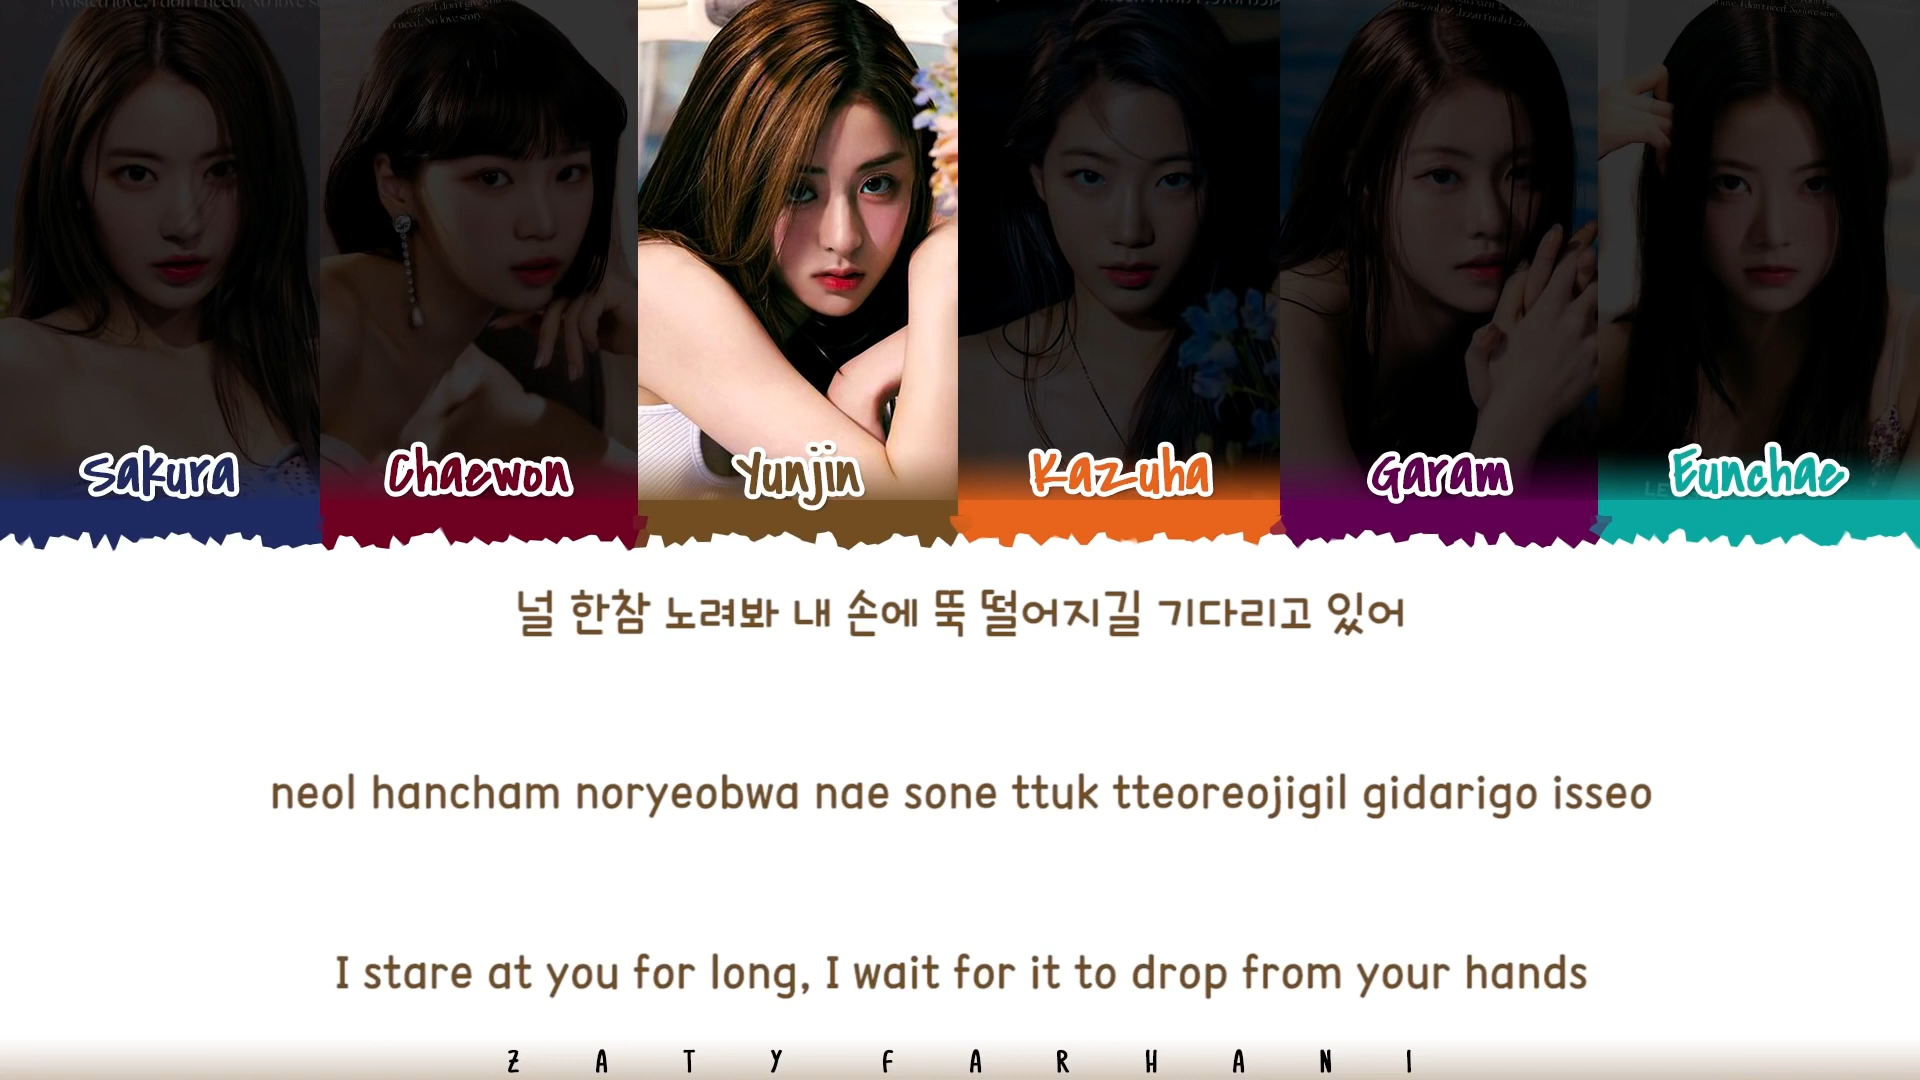 Sakura
Chaewon
Yunjin
Kazuha
Garam
Eunchae
널 한참 노려봐 내 손에 뚝 떨어지길 기다리고 있어
neol hancham noryeobwa nae sone ttuk tteoreojigil gidarigo isseo
I stare at you for long, I wait for it to drop from your hands
ZATY FARHANI